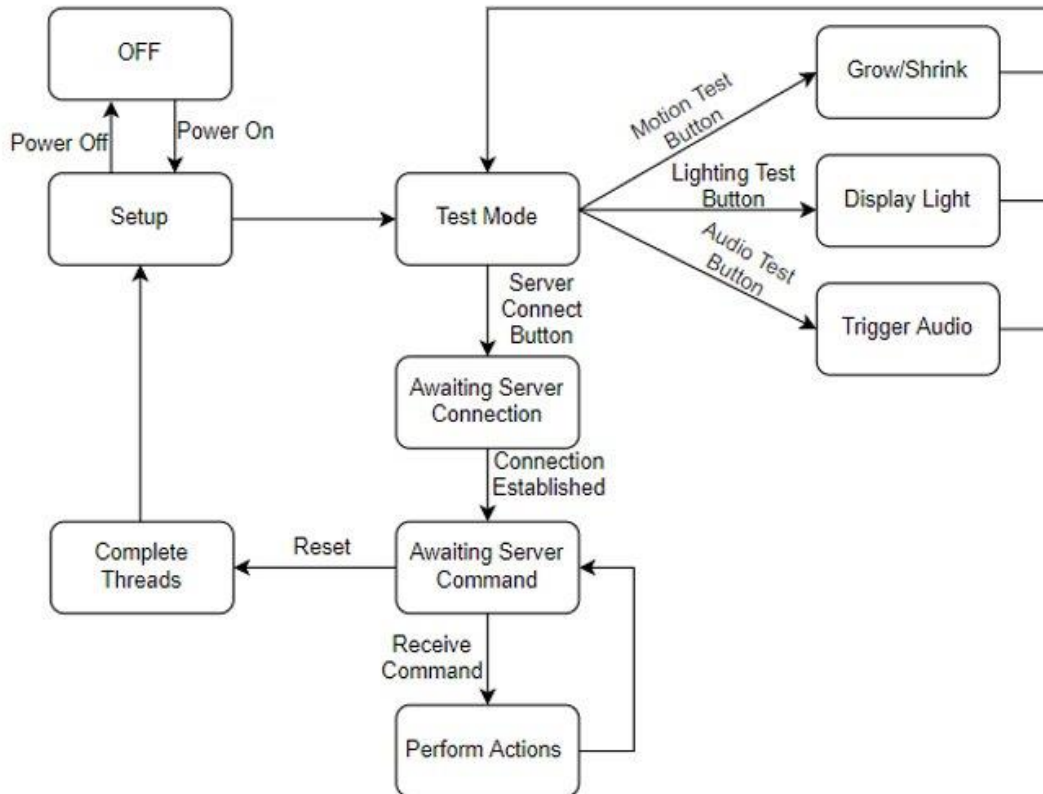 OFF
Grow/Shrink
Motion Test
Button
Power Off
Power On
Setup
Test Mode
Lighting Test
Button
Display Light
Audio Test
Button
Server
Connect
Button
Trigger Audio
Awaiting Server
Connection
Connection
Established
Complete
Threads
Reset
Awaiting Server
Command
Receive
Command
Perform Actions